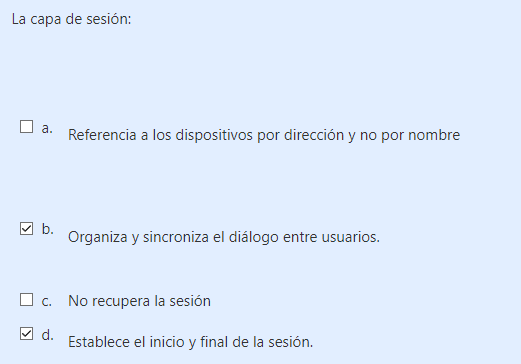 La capa de sesión:
a. Referencia a los dispositivos por dirección y no por nombre
b. Organiza y sincroniza el diálogo entre usuarios.
c. No recupera la sesión
d. Establece el inicio y final de la sesión.